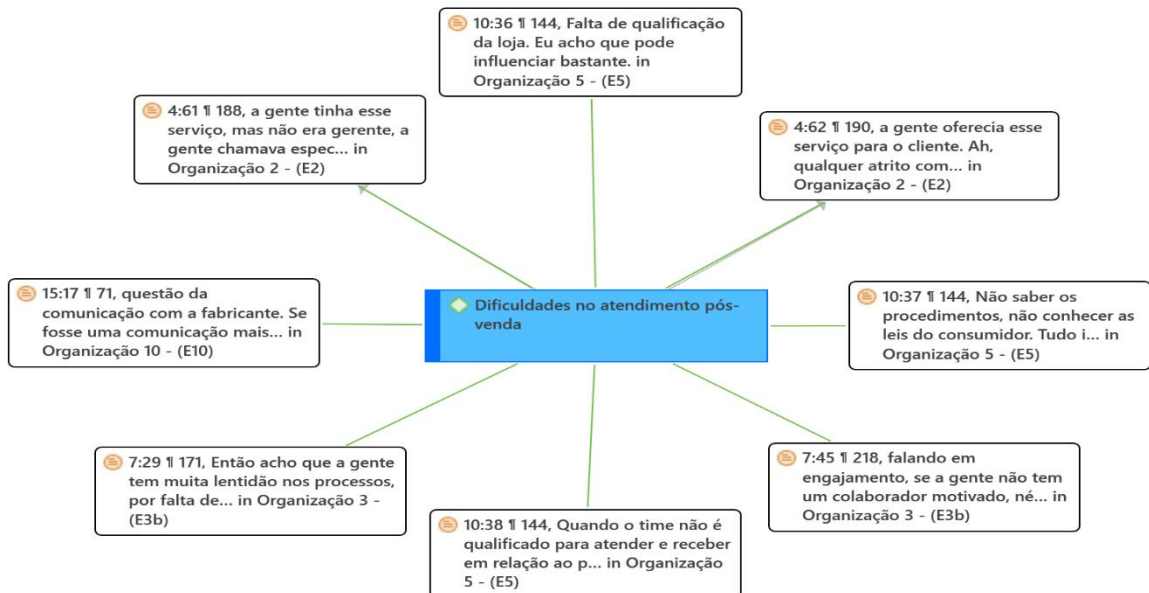 10:36 ¶ 144, Falta de qualificação
da loja. Eu acho que pode
influenciar bastante. in
Organização 5 - (E5)
4:61 ¶ 188, a gente tinha esse
serviço, mas não era gerente, a
gente chamava espec... in
Organização 2 - (E2)
4:62 ¶ 190, a gente oferecia esse
serviço para o cliente. Ah,
qualquer atrito com... in
Organização 2 - (E2)
15:17 ¶ 71, questão da
comunicação com a fabricante. Se
fosse uma comunicação mais... in
Organização 10 - (E10)
Dificuldades no atendimento pós-
venda
10:37 ¶ 144, Não saber os
procedimentos, não conhecer as
leis do consumidor. Tudo i... in
Organização 5 - (E5)
7:29 ¶ 171, Então acho que a gente
tem muita lentidão nos processos,
por falta de... in Organização 3 -
(E3b)
10:38 ¶ 144, Quando o time não é
qualificado para atender e receber
em relação ao p... in Organização
5 - (E5)
7:45 ¶ 218, falando em
engajamento, se a gente não tem
um colaborador motivado, né... in
Organização 3 - (E3b)